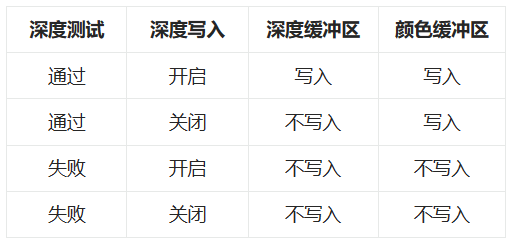 深度测试 深度写入 深度缓冲区 颜色缓冲区
通过 开启 写入 写入
通过 关闭 不写入 写入
失败 开启 不写入 不写入
失败 关闭 不写入 不写入